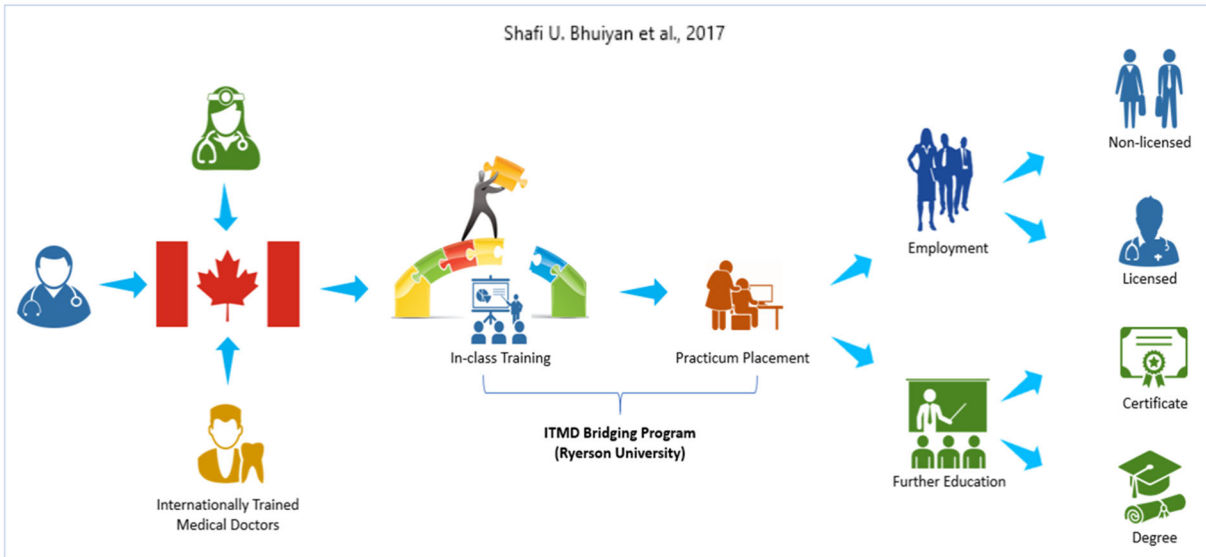 Shafi U. Bhuiyan et al., 2017
Non-licensed
Employment
Licensed
In-class Training
Practicum Placement
Certificate
ITMD Bridging Program
(Ryerson University)
Further Education
Internationally Trained
Medical Doctors
Degree